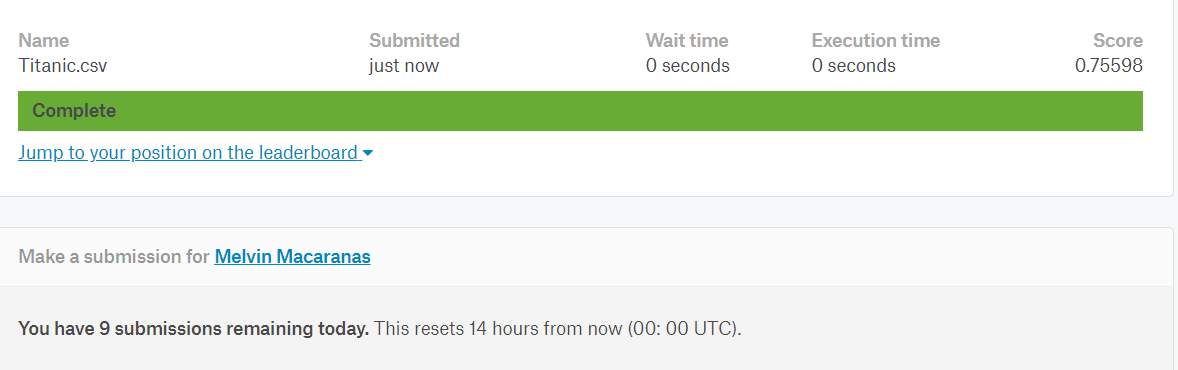 Name Submitted Wait time Execution time Score
Titanic.csv just now 0 seconds 0 seconds 0.75598
Complete
Jump to your position on the leaderboard
Make a submission for Melvin Macaranas
You have 9 submissions remaining today. This resets 14 hours from now (00: 00 UTC).